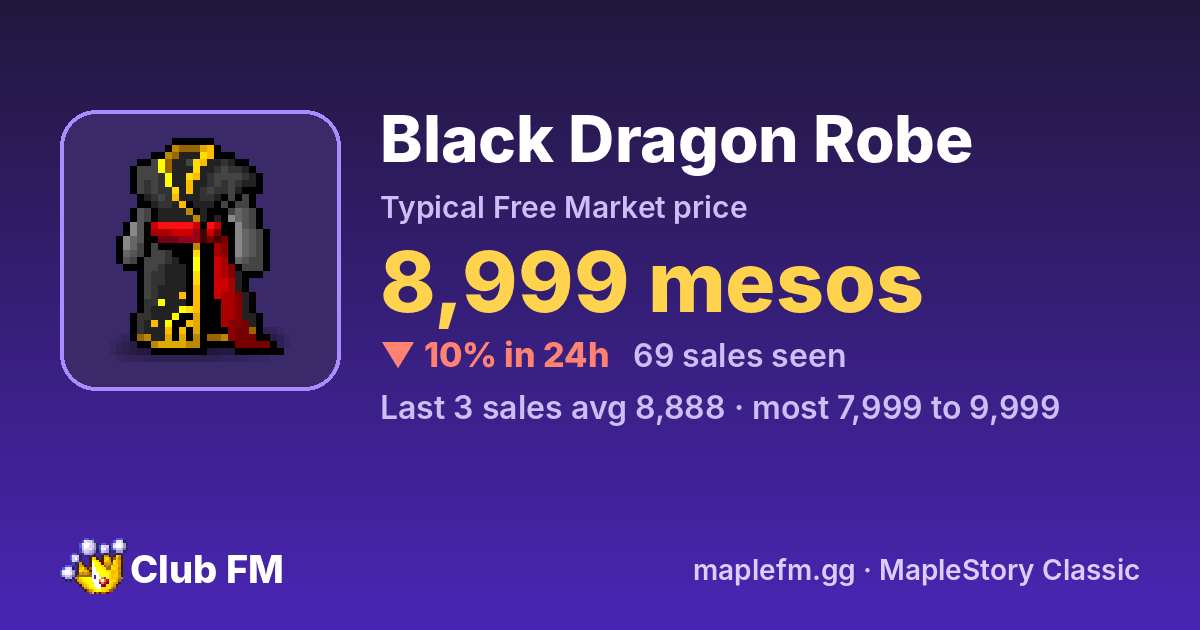 Black Dragon Robe
Typical Free Market price
8,999 mesos
▼ 10% in 24h 69 sales seen
Last 3 sales avg 8,888 · most 7,999 to 9,999
Club FM
maplefm.gg · MapleStory Classic